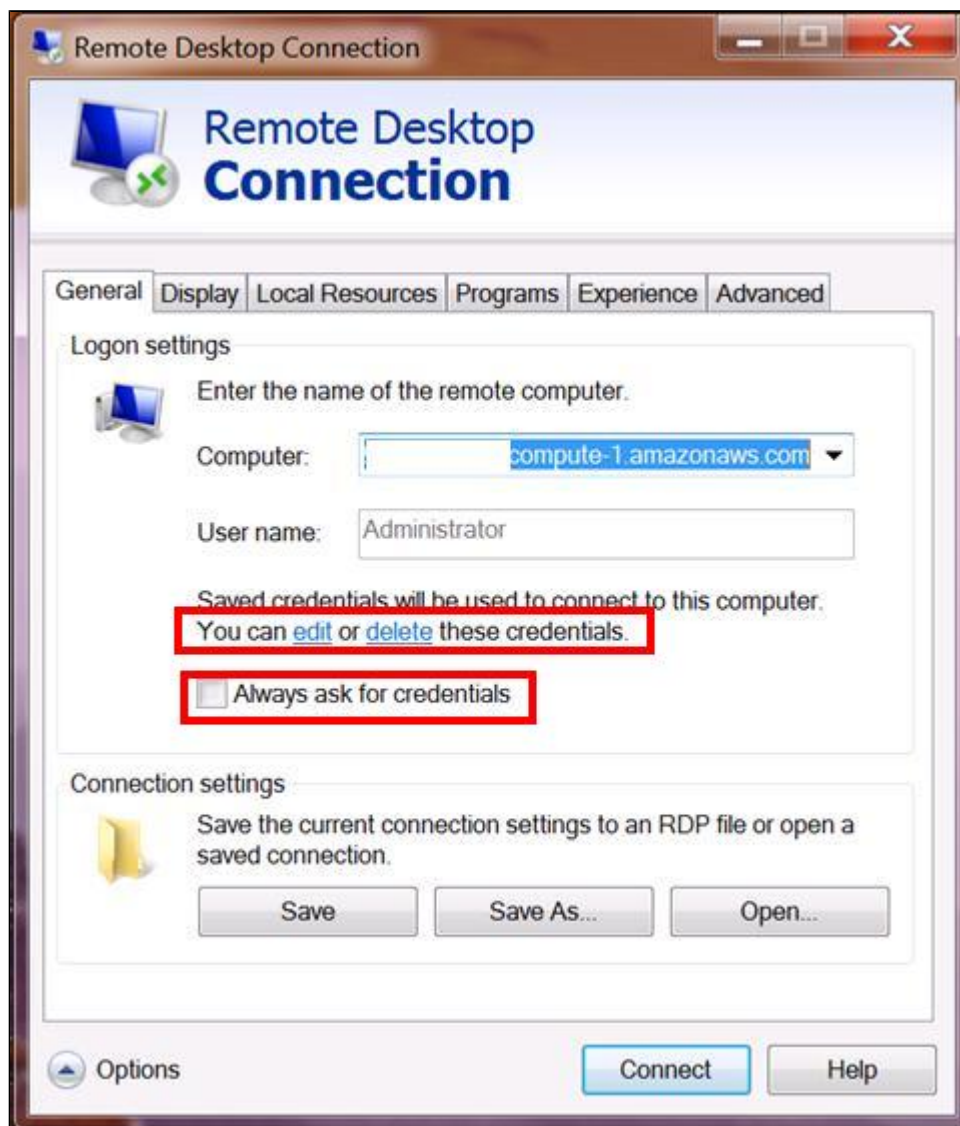 Remote Desktop Connection
Remote Desktop
Connection
General Display Local Resources Programs Experience Advanced
Logon settings
Enter the name of the remote computer.
Computer: compute-1.amazonaws.com
User name: Administrator
Saved credentials will be used to connect to this computer.
You can edit or delete these credentials.
Always ask for credentials
Connection settings
Save the current connection settings to an RDP file or open a
saved connection.
Save Save As... Open...
Options Connect Help